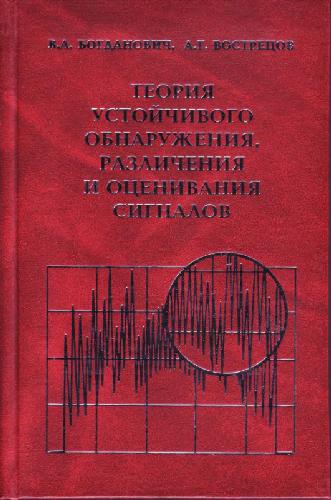 В.А. БОГДАНОВИЧ, А.Г. ВОСТРЕЦОВ
ТЕОРИЯ
УСТОЙЧИВОГО
ОБНАРУЖЕНИЯ,
РАЗЛИЧЕНИЯ
И ОЦЕНИВАНИЯ
СИГНАЛОВ